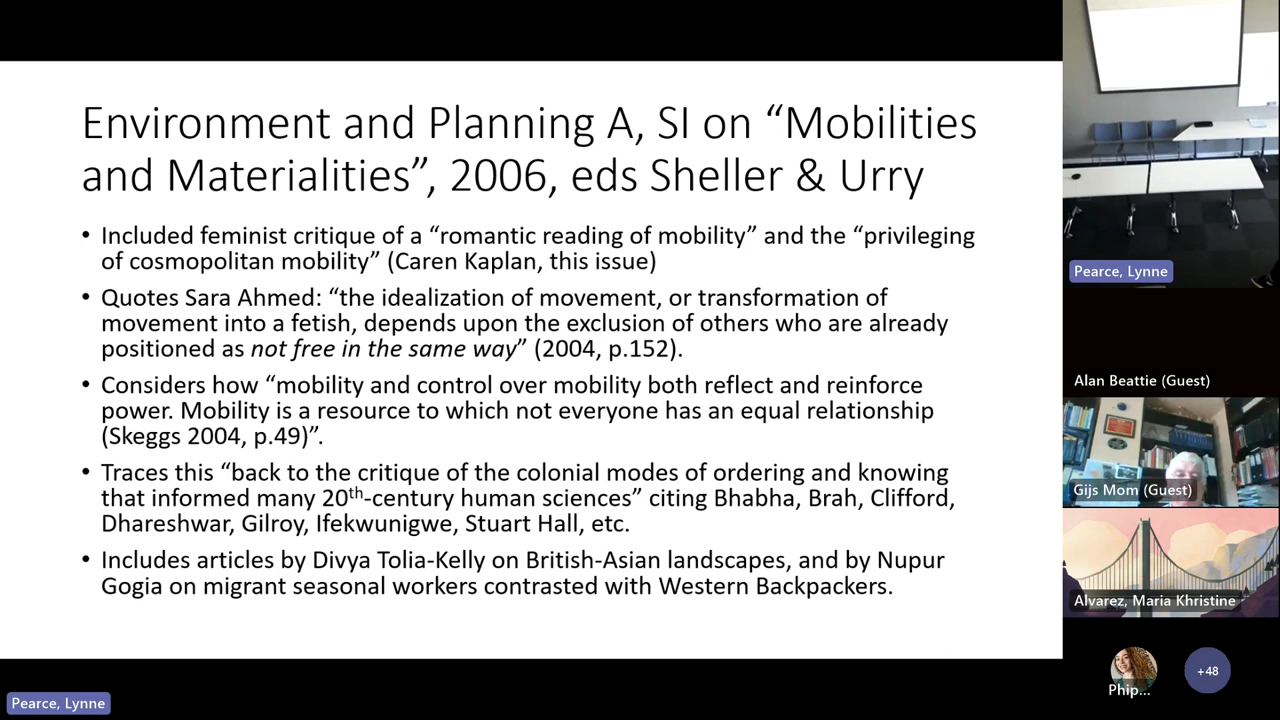 Environment and Planning A, SI on “Mobilities
and Materialities”, 2006, eds Sheller & Urry
• Included feminist critique of a “romantic reading of mobility” and the “privileging
of cosmopolitan mobility” (Caren Kaplan, this issue)
• Quotes Sara Ahmed: “the idealization of movement, or transformation of
movement into a fetish, depends upon the exclusion of others who are already
positioned as not free in the same way” (2004, p.152).
• Considers how “mobility and control over mobility both reflect and reinforce
power. Mobility is a resource to which not everyone has an equal relationship
(Skeggs 2004, p.49)”.
• Traces this “back to the critique of the colonial modes of ordering and knowing
that informed many 20th-century human sciences” citing Bhabha, Brah, Clifford,
Dhareshwar, Gilroy, Ifekwunigwe, Stuart Hall, etc.
• Includes articles by Divya Tolia-Kelly on British-Asian landscapes, and by Nupur
Gogia on migrant seasonal workers contrasted with Western Backpackers.
Pearce, Lynne
Pearce, Lynne
Alan Beattie (Guest)
Gijs Mom (Guest)
Alvarez, Maria Khristine
Phip...
+48